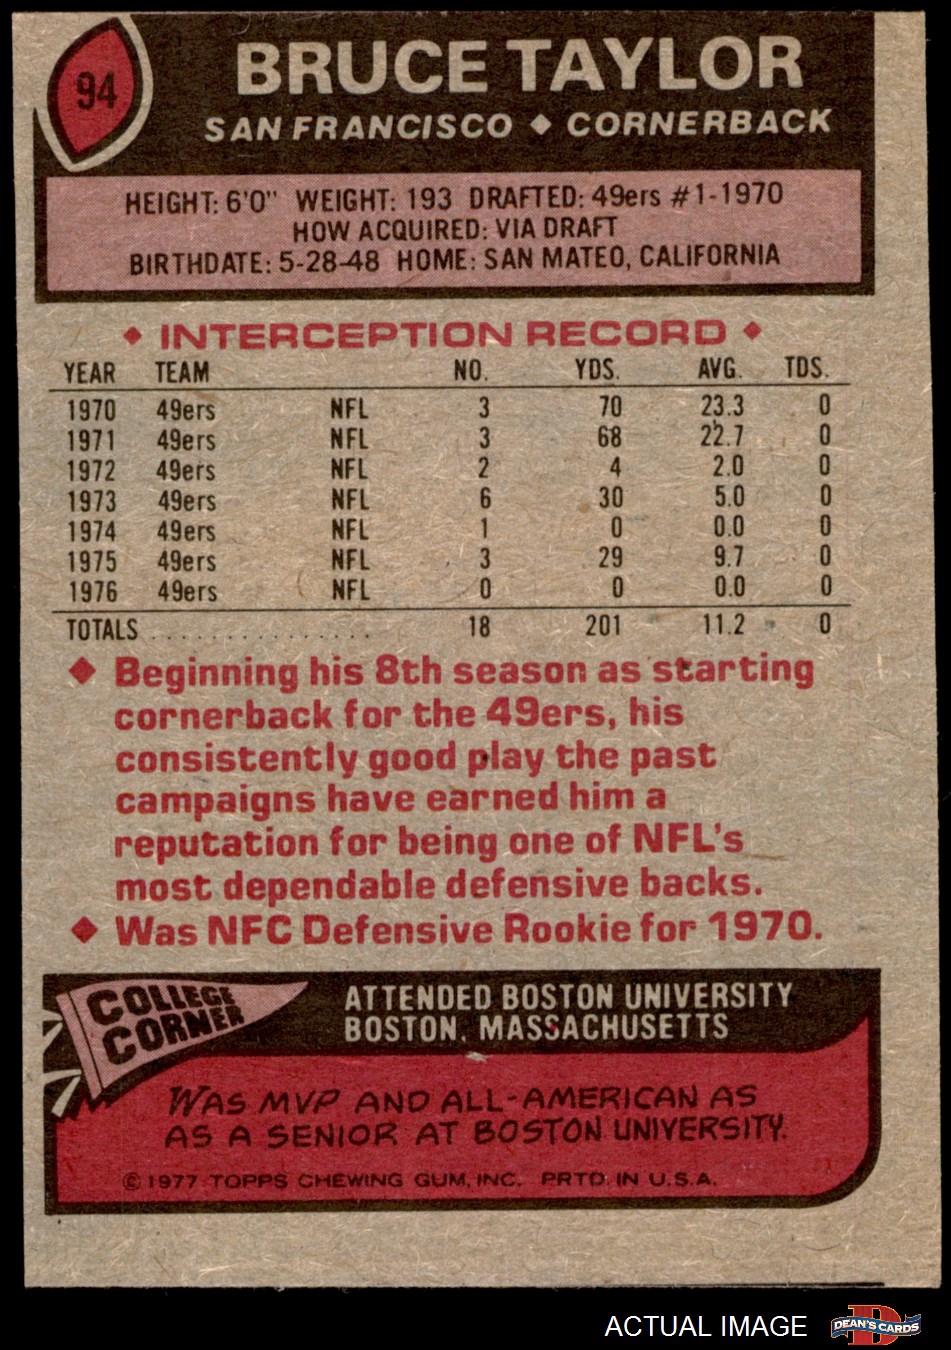 94
BRUCE TAYLOR
SAN FRANCISCO ◆ CORNERBACK
HEIGHT: 6'0" WEIGHT: 193 DRAFTED: 49ers #1-1970
HOW ACQUIRED: VIA DRAFT
BIRTHDATE: 5-28-48 HOME: SAN MATEO, CALIFORNIA
◆ INTERCEPTION RECORD ◆
YEAR TEAM NO. YDS. AVG. TDS.
1970 49ers NFL 3 70 23.3 0
1971 49ers NFL 3 68 22.7 0
1972 49ers NFL 2 4 2.0 0
1973 49ers NFL 6 30 5.0 0
1974 49ers NFL 1 0 0.0 0
1975 49ers NFL 3 29 9.7 0
1976 49ers NFL 0 0 0.0 0
TOTALS . . . . . . . . . . . . . . . 18 201 11.2 0
◆ Beginning his 8th season as starting
cornerback for the 49ers, his
consistently good play the past
campaigns have earned him a
reputation for being one of NFL's
most dependable defensive backs.
◆ Was NFC Defensive Rookie for 1970.
COLLEGE
CORNER
ATTENDED BOSTON UNIVERSITY
BOSTON, MASSACHUSETTS
WAS MVP AND ALL-AMERICAN AS
AS A SENIOR AT BOSTON UNIVERSITY.
© 1977 TOPPS CHEWING GUM, INC. PRTD. IN U.S.A.
ACTUAL IMAGE
D
DEAN'S CARDS